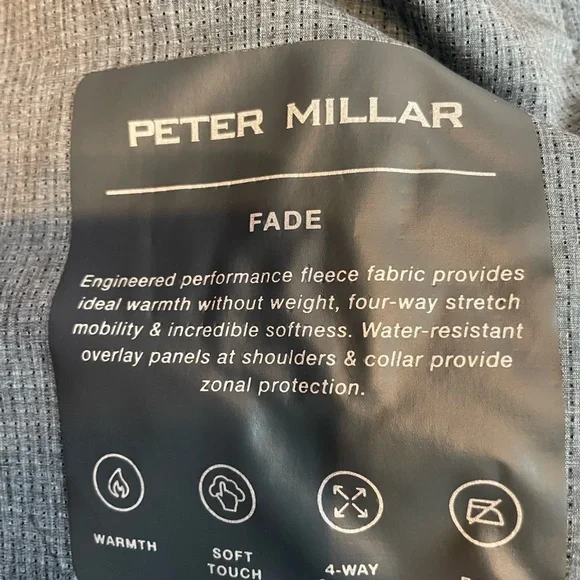 PETER MILLAR
FADE
Engineered performance fleece fabric provides
ideal warmth without weight, four-way stretch
mobility & incredible softness. Water-resistant
overlay panels at shoulders & collar provide
zonal protection.
WARMTH
SOFT
TOUCH
4-WAY